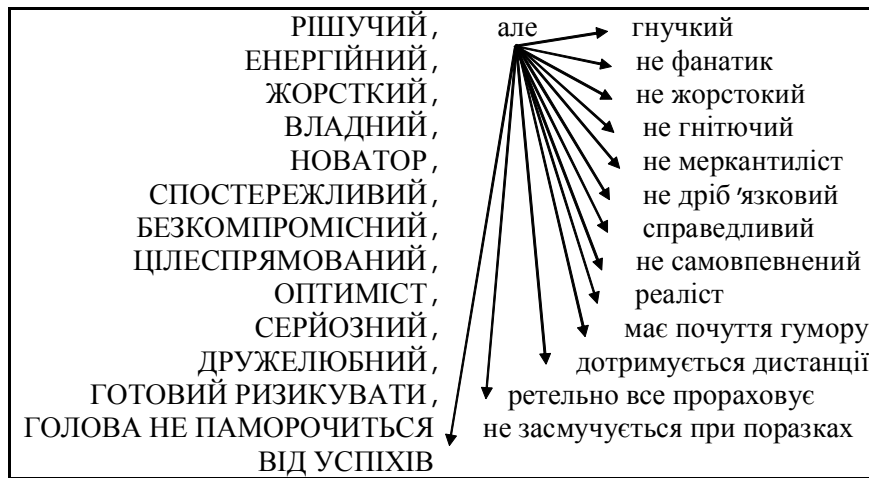 РІШУЧИЙ, але гнучкий
ЕНЕРГІЙНИЙ, не фанатик
ЖОРСТКИЙ, не жорстокий
ВЛАДНИЙ, не гнітючий
НОВАТОР, не меркантиліст
СПОСТЕРЕЖЛИВИЙ, не дріб ’язковий
БЕЗКОМПРОМІСНИЙ, справедливий
ЦІЛЕСПРЯМОВАНИЙ, не самовпевнений
ОПТИМІСТ, реаліст
СЕРЙОЗНИЙ, має почуття гумору
ДРУЖЕЛЮБНИЙ, дотримується дистанції
ГОТОВИЙ РИЗИКУВАТИ, ретельно все прораховує
ГОЛОВА НЕ ПАМОРОЧИТЬСЯ не засмучується при поразках
ВІД УСПІХІВ